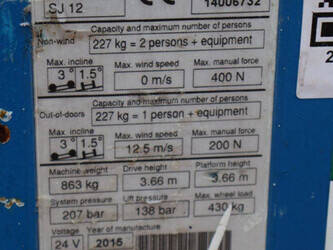 SJ 12 CE 14006732
Capacity and maximum number of persons
Non-wind 227 kg = 2 persons + equipment
Max. incline Max. wind speed Max. manual force
3° 1.5° 0 m/s 400 N
Capacity and maximum number of persons
Out-of-doors 227 kg = 1 person + equipment
Max. incline Max. wind speed Max. manual force
3° 1.5° 12.5 m/s 200 N
Machine weight Drive height Platform height
863 kg 3.66 m 3.66 m
System pressure Lift pressure Max. wheel load
207 bar 138 bar 430 kg
Voltage Year of manufacture
24 V 2015
2